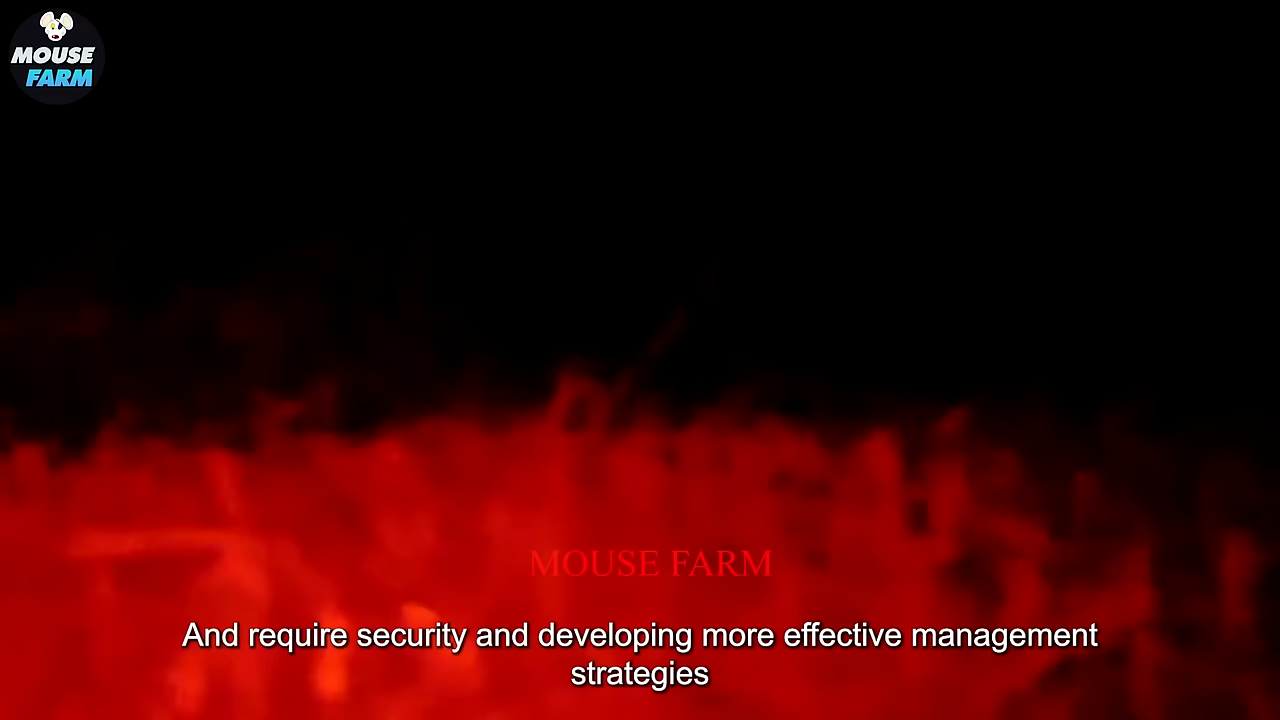 MOUSE
FARM
MOUSE FARM
And require security and developing more effective management
strategies